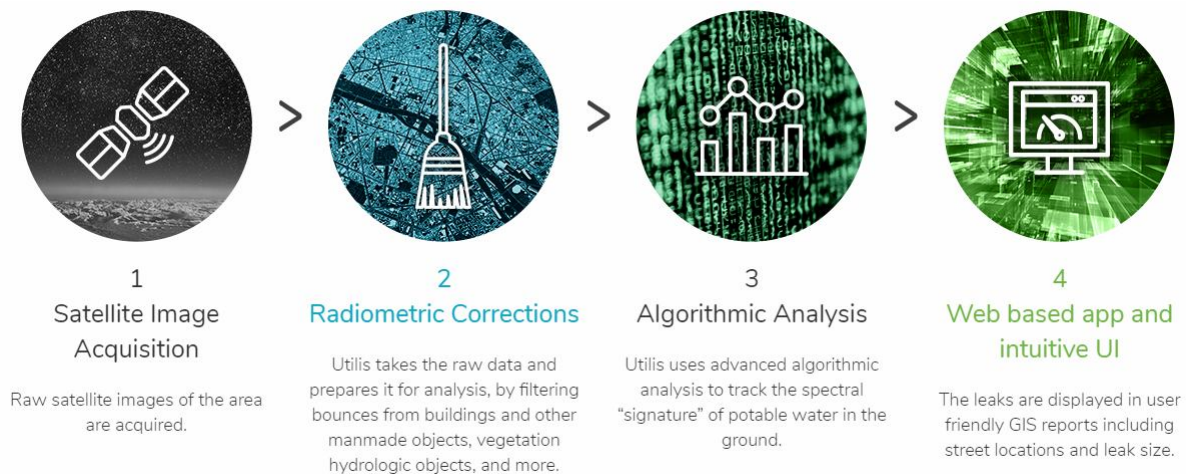 1
Satellite Image
Acquisition
Raw satellite images of the area
are acquired.
2
Radiometric Corrections
Utilis takes the raw data and
prepares it for analysis, by filtering
bounces from buildings and other
manmade objects, vegetation
hydrologic objects, and more.
3
Algorithmic Analysis
Utilis uses advanced algorithmic
analysis to track the spectral
“signature” of potable water in the
ground.
4
Web based app and
intuitive UI
The leaks are displayed in user
friendly GIS reports including
street locations and leak size.